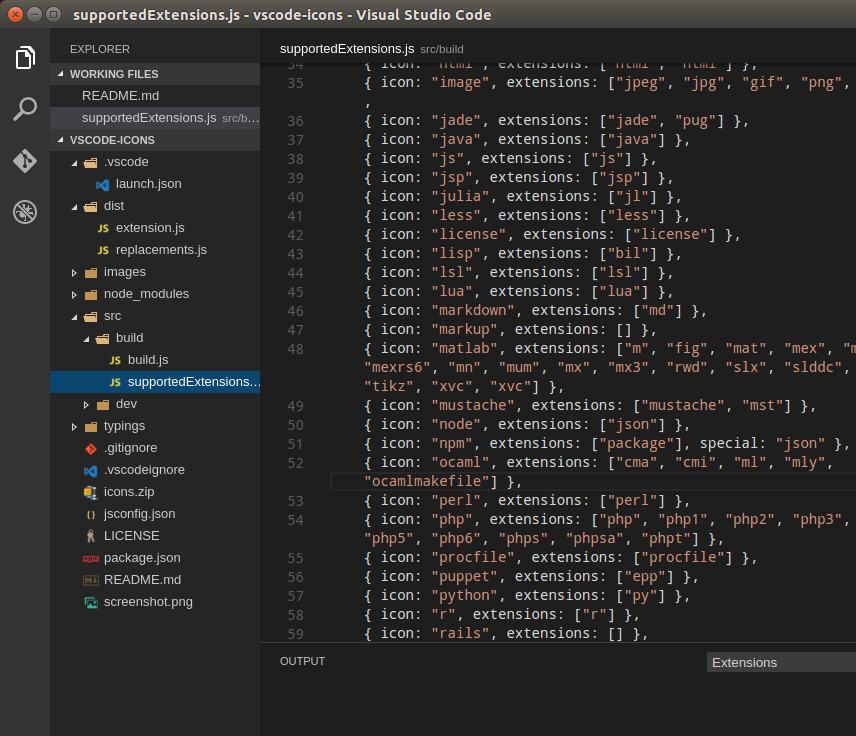 supportedExtensions.js - vscode-icons - Visual Studio Code
EXPLORER
WORKING FILES
README.md
supportedExtensions.js src/b...
VSCODE-ICONS
.vscode
launch.json
dist
JS extension.js
JS replacements.js
images
node_modules
src
build
JS build.js
JS supportedExtensions...
dev
typings
.gitignore
.vscodeignore
icons.zip
{} jsconfig.json
LICENSE
npm package.json
M README.md
screenshot.png
supportedExtensions.js src/build
34 { icon: "html", extensions: ["html", "html"] },
35 { icon: "image", extensions: ["jpeg", "jpg", "gif", "png",
,
36 { icon: "jade", extensions: ["jade", "pug"] },
37 { icon: "java", extensions: ["java"] },
38 { icon: "js", extensions: ["js"] },
39 { icon: "jsp", extensions: ["jsp"] },
40 { icon: "julia", extensions: ["jl"] },
41 { icon: "less", extensions: ["less"] },
42 { icon: "license", extensions: ["license"] },
43 { icon: "lisp", extensions: ["bil"] },
44 { icon: "lsl", extensions: ["lsl"] },
45 { icon: "lua", extensions: ["lua"] },
46 { icon: "markdown", extensions: ["md"] },
47 { icon: "markup", extensions: [] },
48 { icon: "matlab", extensions: ["m", "fig", "mat", "mex", "m
"mexrs6", "mn", "mum", "mx", "mx3", "rwd", "slx", "slddc",
"tikz", "xvc", "xvc"] },
49 { icon: "mustache", extensions: ["mustache", "mst"] },
50 { icon: "node", extensions: ["json"] },
51 { icon: "npm", extensions: ["package"], special: "json" },
52 { icon: "ocaml", extensions: ["cma", "cmi", "ml", "mly",
"ocamlmakefile"] },
53 { icon: "perl", extensions: ["perl"] },
54 { icon: "php", extensions: ["php", "php1", "php2", "php3",
"php5", "php6", "phps", "phpsa", "phpt"] },
55 { icon: "procfile", extensions: ["procfile"] },
56 { icon: "puppet", extensions: ["epp"] },
57 { icon: "python", extensions: ["py"] },
58 { icon: "r", extensions: ["r"] },
59 { icon: "rails", extensions: [] },
OUTPUT
Extensions